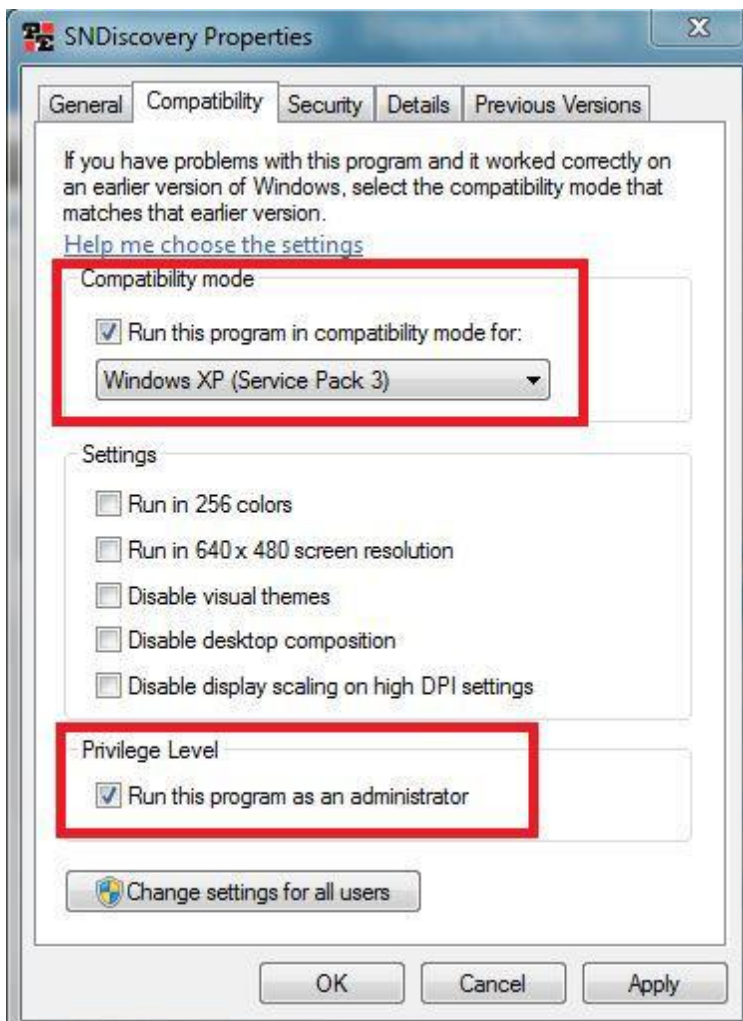 SNDiscovery Properties
General Compatibility Security Details Previous Versions
If you have problems with this program and it worked correctly on
an earlier version of Windows, select the compatibility mode that
matches that earlier version.
Help me choose the settings
Compatibility mode
Run this program in compatibility mode for:
Windows XP (Service Pack 3)
Settings
Run in 256 colors
Run in 640 x 480 screen resolution
Disable visual themes
Disable desktop composition
Disable display scaling on high DPI settings
Privilege Level
Run this program as an administrator
Change settings for all users
OK Cancel Apply